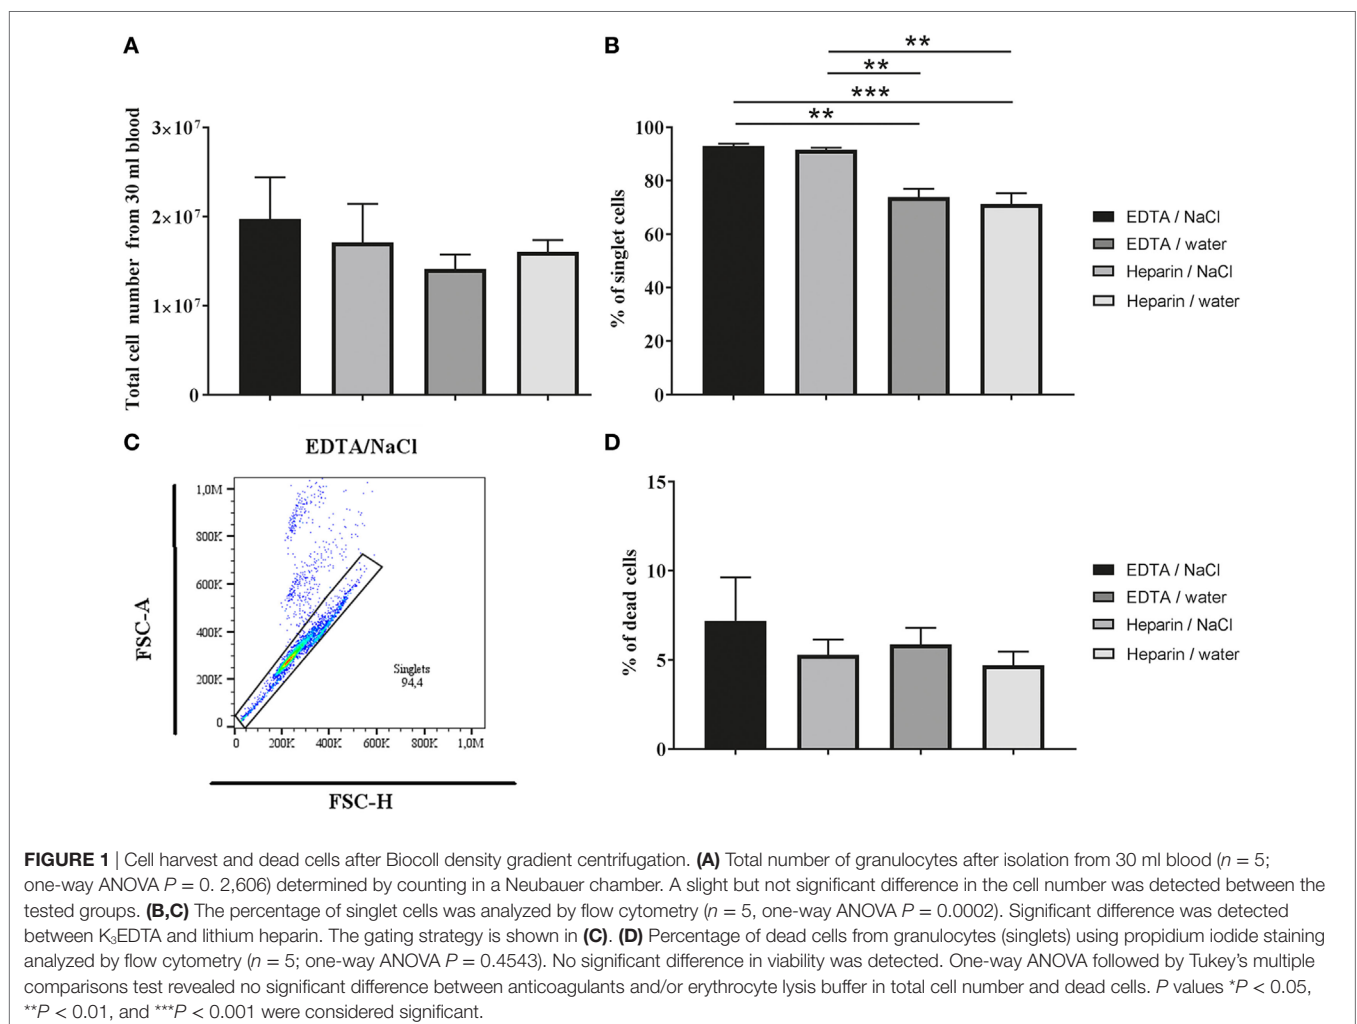 A
Total cell number from 30 ml blood
3×10⁷
2×10⁷
1×10⁷
0
B
**
**
***
**
% of singlet cells
100
80
60
40
20
0
EDTA / NaCl
EDTA / water
Heparin / NaCl
Heparin / water
C
EDTA/NaCl
FSC-A
1,0M
800K
600K
400K
200K
0
Singlets
94,4
0 200K 400K 600K 800K 1,0M
FSC-H
D
% of dead cells
15
10
5
0
EDTA / NaCl
EDTA / water
Heparin / NaCl
Heparin / water
FIGURE 1 | Cell harvest and dead cells after Biocoll density gradient centrifugation. (A) Total number of granulocytes after isolation from 30 ml blood (n = 5;
one-way ANOVA P = 0. 2,606) determined by counting in a Neubauer chamber. A slight but not significant difference in the cell number was detected between the
tested groups. (B,C) The percentage of singlet cells was analyzed by flow cytometry (n = 5, one-way ANOVA P = 0.0002). Significant difference was detected
between K₃EDTA and lithium heparin. The gating strategy is shown in (C). (D) Percentage of dead cells from granulocytes (singlets) using propidium iodide staining
analyzed by flow cytometry (n = 5; one-way ANOVA P = 0.4543). No significant difference in viability was detected. One-way ANOVA followed by Tukey's multiple
comparisons test revealed no significant difference between anticoagulants and/or erythrocyte lysis buffer in total cell number and dead cells. P values *P < 0.05,
**P < 0.01, and ***P < 0.001 were considered significant.